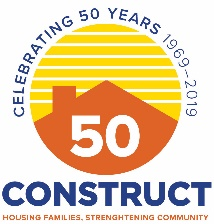 CELEBRATING 50 YEARS 1969–2019
50
CONSTRUCT
HOUSING FAMILIES, STRENGHTENING COMMUNITY